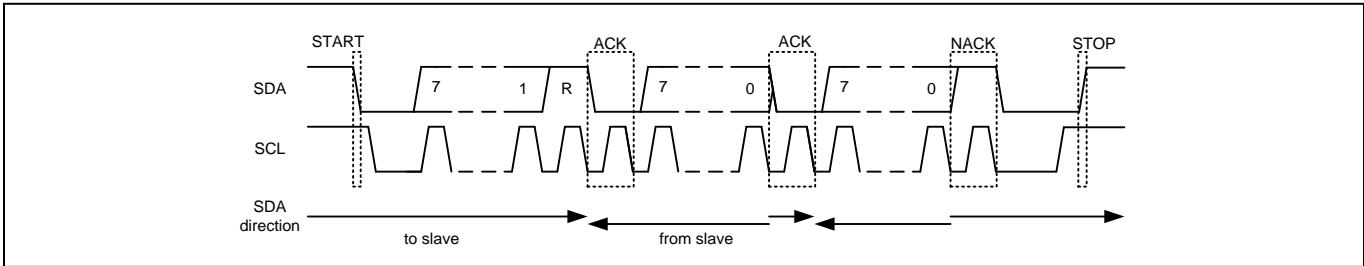 START ACK ACK NACK STOP
SDA 7 1 R 7 0 7 0
SCL
SDA
direction
to slave from slave